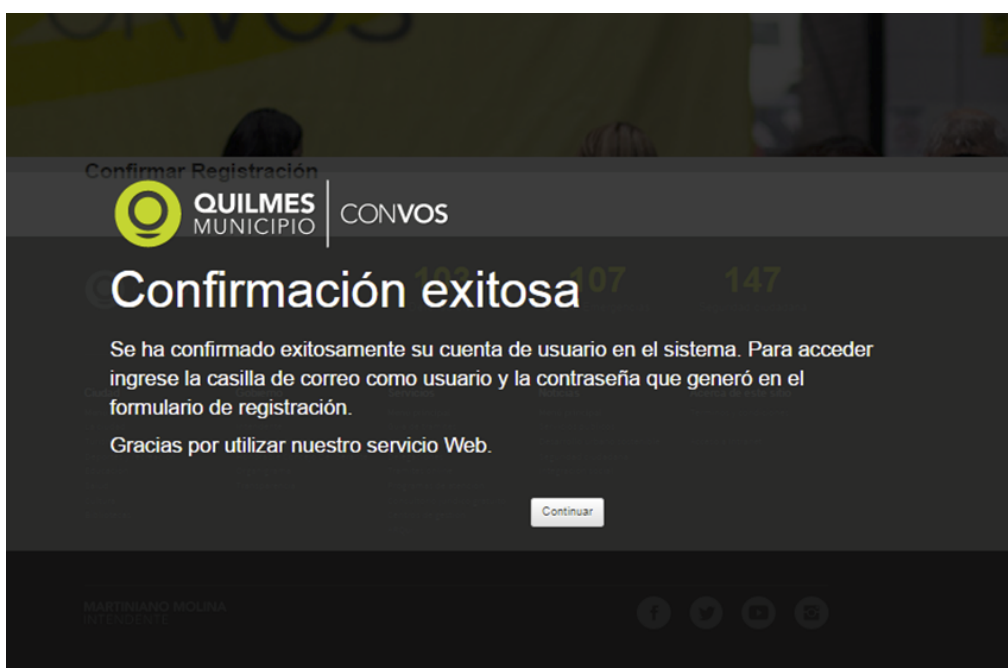 CONVOS
Confirmar Registración
QUILMES
MUNICIPIO
CONVOS
103 107 147
Confirmación exitosa
Se ha confirmado exitosamente su cuenta de usuario en el sistema. Para acceder
ingrese la casilla de correo como usuario y la contraseña que generó en el
formulario de registración.
Gracias por utilizar nuestro servicio Web.
Continuar
MARTINIANO MOLINA
INTENDENTE